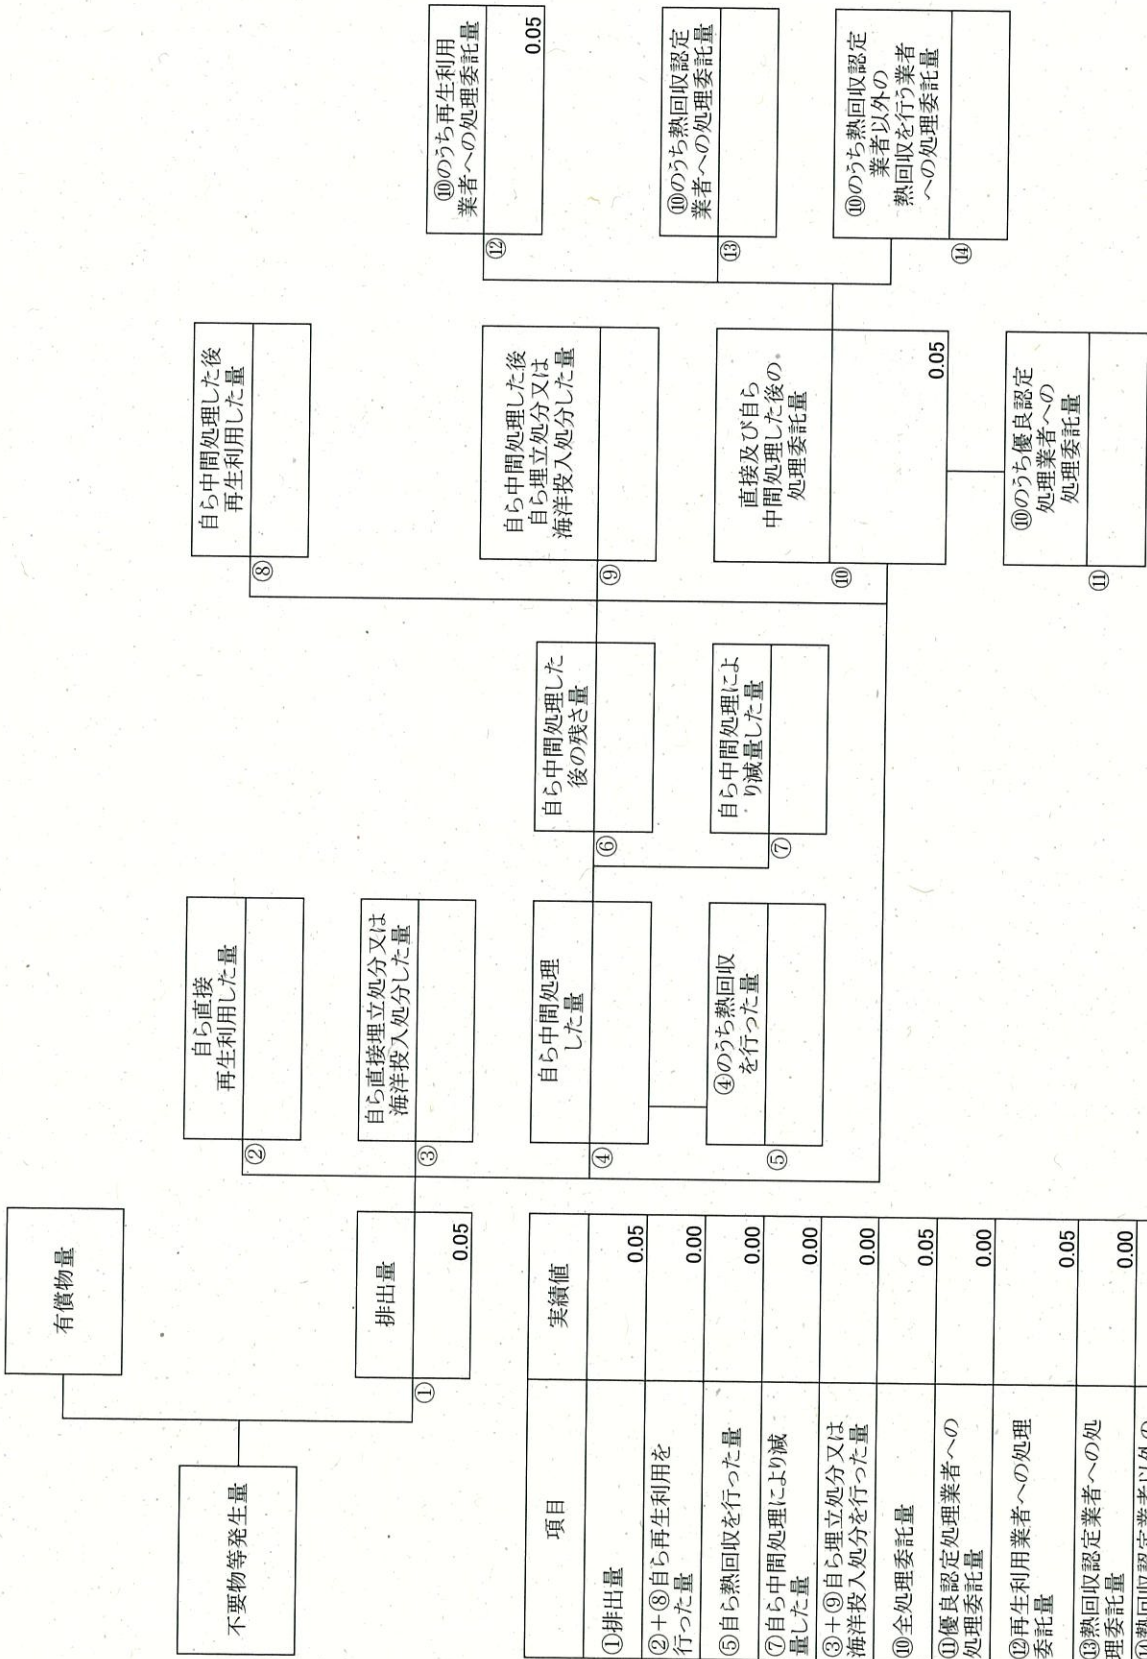 有償物量
不要物等発生量
排出量
①
0.05
自ら直接
再生利用した量
②
自ら直接埋立処分又は
海洋投入処分した量
③
自ら中間処理
した量
④
④のうち熱回収
を行った量
⑤
自ら中間処理した
後の残さ量
⑥
自ら中間処理によ
り減量した量
⑦
自ら中間処理した後
再生利用した量
⑧
自ら中間処理した後
自ら埋立処分又は
海洋投入処分した量
⑨
直接及び自ら
中間処理した後の
処理委託量
⑩
0.05
⑩のうち優良認定
処理業者への
処理委託量
⑪
⑩のうち再生利用
業者への処理委託量
⑫
0.05
⑩のうち熱回収認定
業者への処理委託量
⑬
⑩のうち熱回収認定
業者以外の
熱回収を行う業者
への処理委託量
⑭
項目 実績値
①排出量 0.05
②+⑧自ら再生利用を
行った量 0.00
⑤自ら熱回収を行った量 0.00
⑦自ら中間処理により減
量した量 0.00
③+⑨自ら埋立処分又は
海洋投入処分を行った量 0.00
⑩全処理委託量 0.05
⑪優良認定処理業者への
処理委託量 0.00
⑫再生利用業者への処理
委託量 0.05
⑬熱回収認定業者への処
理委託量 0.00
⑭熱回収認定業者以外の